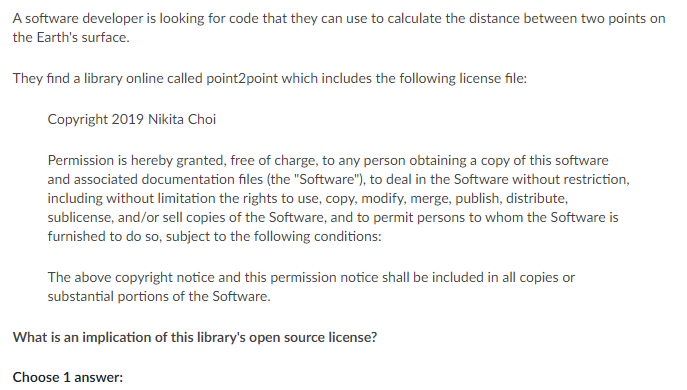 A software developer is looking for code that they can use to calculate the distance between two points on
the Earth's surface.
They find a library online called point2point which includes the following license file:
Copyright 2019 Nikita Choi
Permission is hereby granted, free of charge, to any person obtaining a copy of this software
and associated documentation files (the "Software"), to deal in the Software without restriction,
including without limitation the rights to use, copy, modify, merge, publish, distribute,
sublicense, and/or sell copies of the Software, and to permit persons to whom the Software is
furnished to do so, subject to the following conditions:
The above copyright notice and this permission notice shall be included in all copies or
substantial portions of the Software.
What is an implication of this library's open source license?
Choose 1 answer: